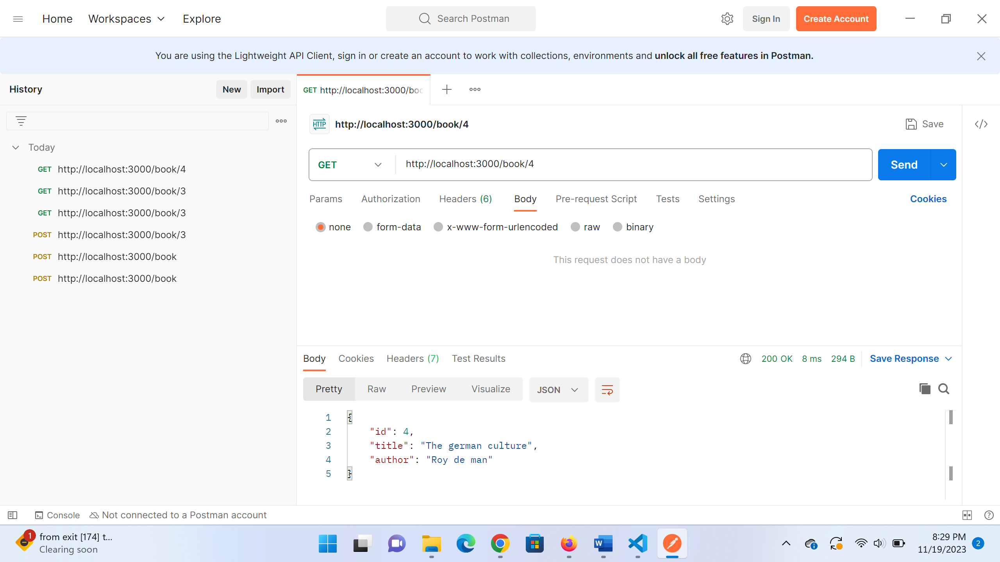 Home Workspaces Explore Search Postman Sign In Create Account
You are using the Lightweight API Client, sign in or create an account to work with collections, environments and unlock all free features in Postman.
History New Import GET http://localhost:3000/boo
HTTP http://localhost:3000/book/4 Save
Today
GET http://localhost:3000/book/4
GET http://localhost:3000/book/3
GET http://localhost:3000/book/3
POST http://localhost:3000/book/3
POST http://localhost:3000/book
POST http://localhost:3000/book
GET http://localhost:3000/book/4 Send
Params Authorization Headers (6) Body Pre-request Script Tests Settings Cookies
none form-data x-www-form-urlencoded raw binary
This request does not have a body
Body Cookies Headers (7) Test Results 200 OK 8 ms 294 B Save Response
Pretty Raw Preview Visualize JSON
1 {
2 "id": 4,
3 "title": "The german culture",
4 "author": "Roy de man"
5 }
Console Not connected to a Postman account
1 from exit [174] t...
Clearing soon
W
8:29 PM
11/19/2023
2